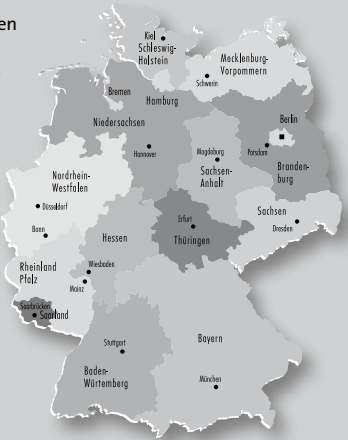 en
Kiel
Schleswig-
Holstein
Mecklenburg-
Vorpommern
Schwerin
Bremen
Hamburg
Niedersachsen
Berlin
Hannover
Magdeburg
Potsdam
Sachsen-
Anhalt
Branden-
burg
Nordrhein-
Westfalen
Düsseldorf
Bonn
Sachsen
Dresden
Erfurt
Thüringen
Hessen
Rheinland
Pfalz
Wiesbaden
Mainz
Saarbrücken
Saarland
Stuttgart
Bayern
Baden-
Würtemberg
München